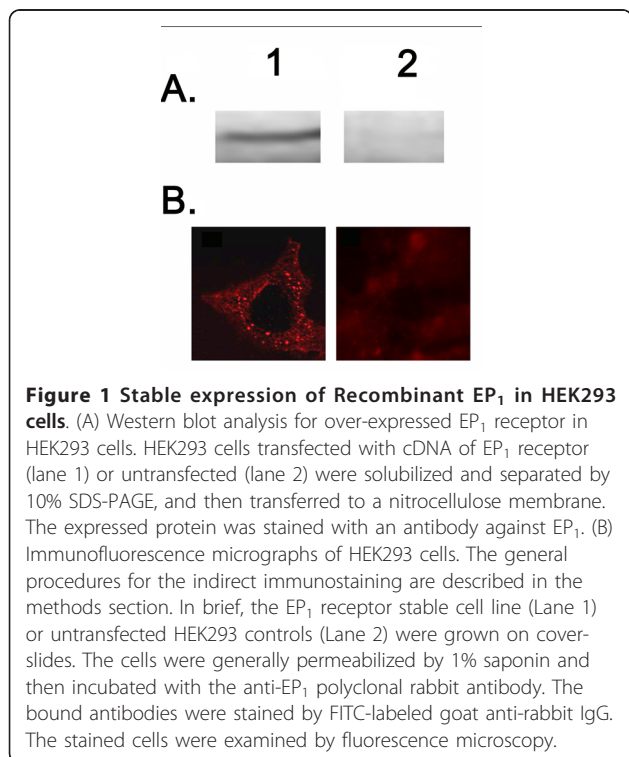 1 2
A.
B.
Figure 1 Stable expression of Recombinant EP₁ in HEK293
cells. (A) Western blot analysis for over-expressed EP₁ receptor in
HEK293 cells. HEK293 cells transfected with cDNA of EP₁ receptor
(lane 1) or untransfected (lane 2) were solubilized and separated by
10% SDS-PAGE, and then transferred to a nitrocellulose membrane.
The expressed protein was stained with an antibody against EP₁. (B)
Immunofluorescence micrographs of HEK293 cells. The general
procedures for the indirect immunostaining are described in the
methods section. In brief, the EP₁ receptor stable cell line (Lane 1)
or untransfected HEK293 controls (Lane 2) were grown on cover-
slides. The cells were generally permeabilized by 1% saponin and
then incubated with the anti-EP₁ polyclonal rabbit antibody. The
bound antibodies were stained by FITC-labeled goat anti-rabbit IgG.
The stained cells were examined by fluorescence microscopy.